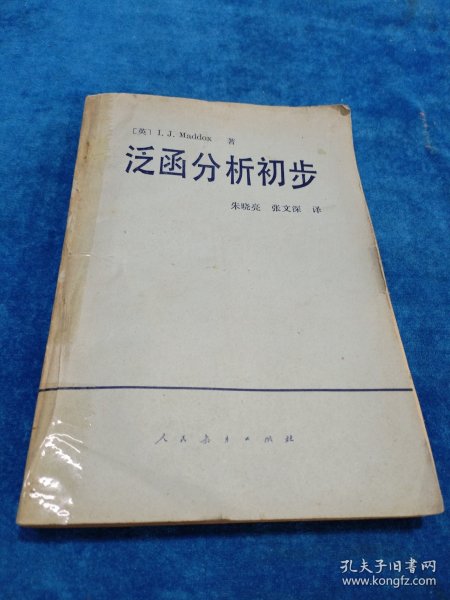 〔英〕 I. J. Maddox 著
泛函分析初步
朱晓亮 张文深 译
人民教育出版社
孔夫子旧书网
www.kongfz.com